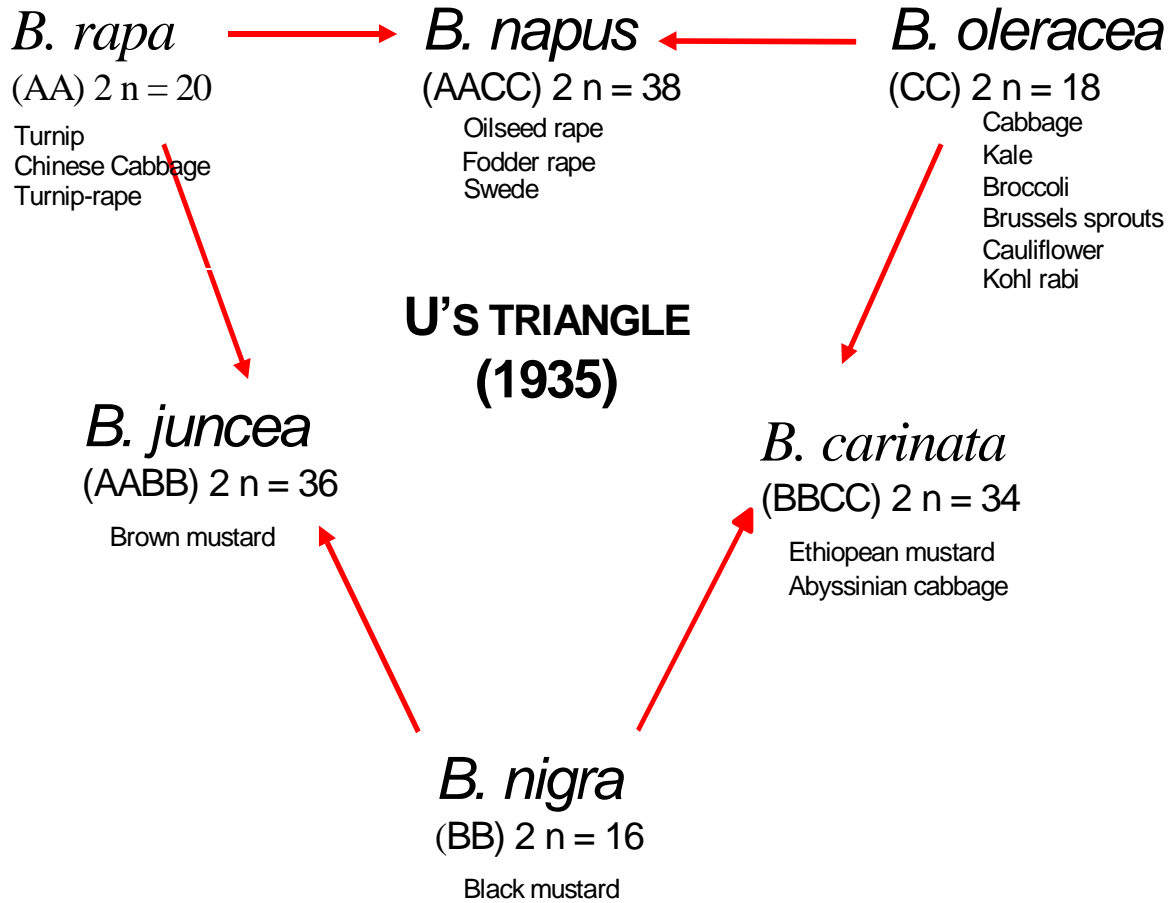 B. rapa
(AA) 2 n = 20
Turnip
Chinese Cabbage
Turnip-rape
B. napus
(AACC) 2 n = 38
Oilseed rape
Fodder rape
Swede
B. oleracea
(CC) 2 n = 18
Cabbage
Kale
Broccoli
Brussels sprouts
Cauliflower
Kohl rabi
U’S TRIANGLE
(1935)
B. juncea
(AABB) 2 n = 36
Brown mustard
B. carinata
(BBCC) 2 n = 34
Ethiopean mustard
Abyssinian cabbage
B. nigra
(BB) 2 n = 16
Black mustard